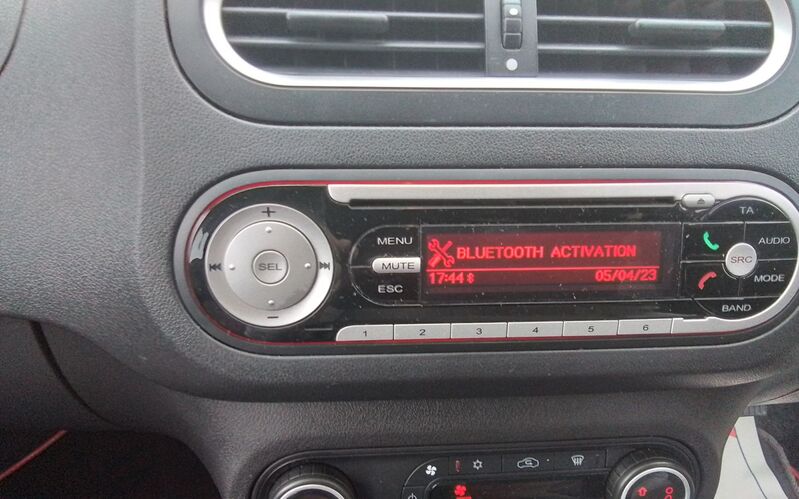 TA
MENU
AUDIO
BLUETOOTH ACTIVATION
MUTE
SEL
SRC
17:44
05/04/23
MODE
ESC
BAND
1 2 3 4 5 6